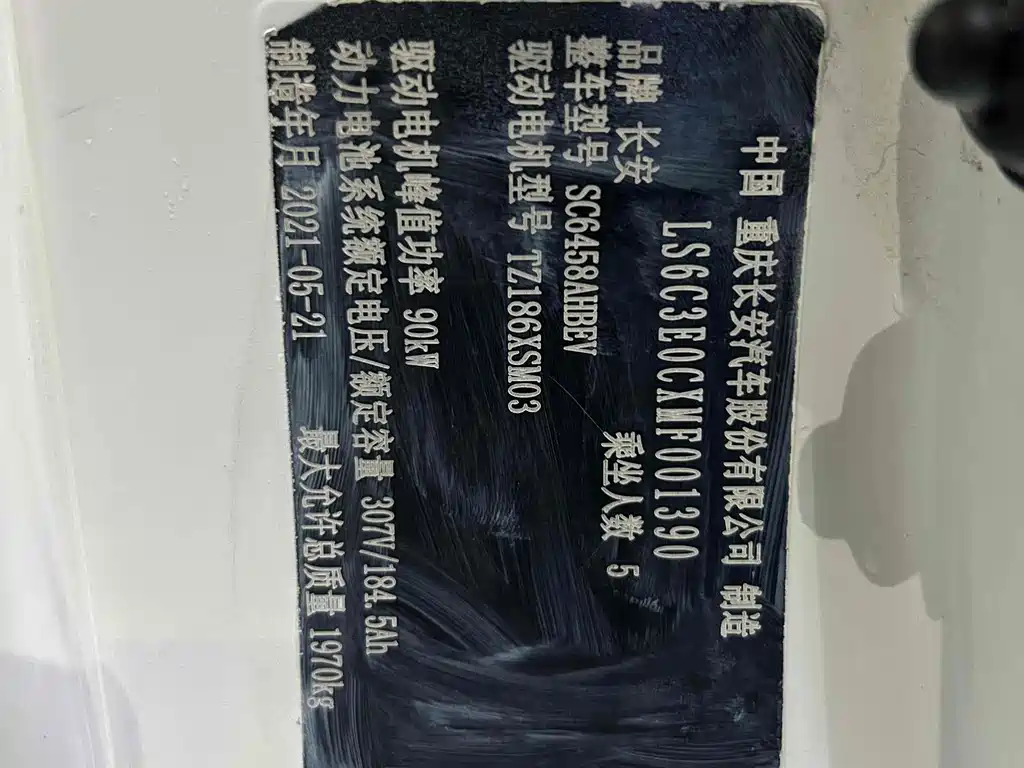 中国 重庆长安汽车股份有限公司 制造
LS6C3E0CXMF001390
品牌 长安 乘坐人数 5
整车型号 SC6458AHBEV
驱动电机型号 TZ186XSM03
驱动电机峰值功率 90kW
动力电池系统额定电压/额定容量 307V/184.5Ah
制造年月 2021-05-21 最大允许总质量 1970kg